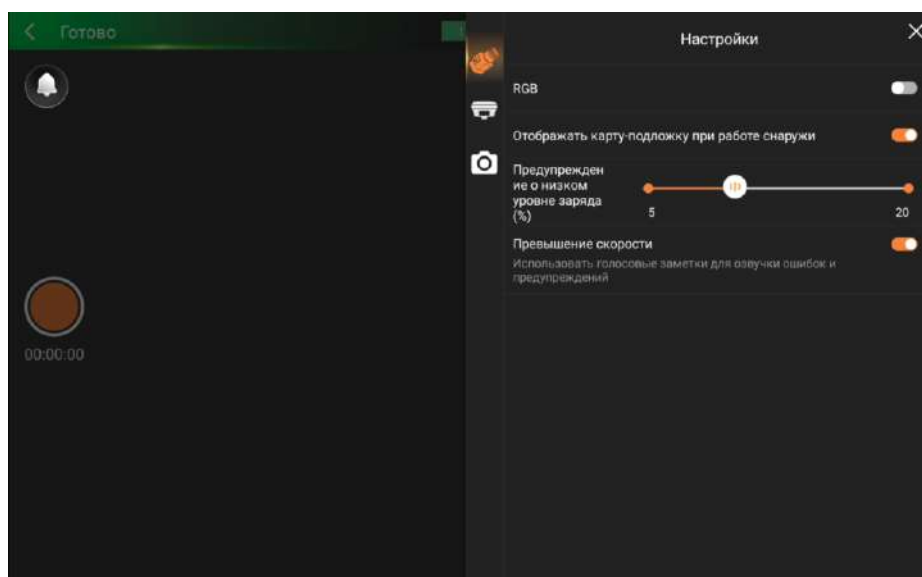 Готово
00:00:00
Настройки
RGB
Отображать карту-подложку при работе снаружи
Предупрежден
ие о низком
уровне заряда
(%)
5
20
Превышение скорости
Использовать голосовые заметки для озвучки ошибок и
предупреждений